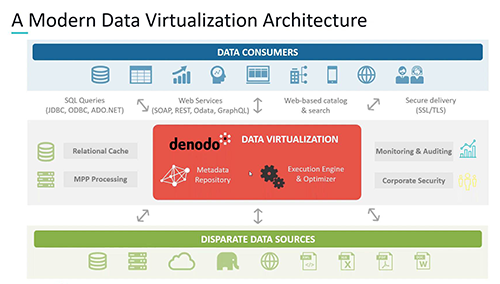 A Modern Data Virtualization Architecture
DATA CONSUMERS
SQL Queries
(JDBC, ODBC, ADO.NET)
Web Services
(SOAP, REST, Odata, GraphQL)
Web-based catalog
& search
Secure delivery
(SSL/TLS)
denodo
DATA VIRTUALIZATION
Relational Cache
MPP Processing
Metadata
Repository
Execution Engine
& Optimizer
Monitoring & Auditing
Corporate Security
DISPARATE DATA SOURCES